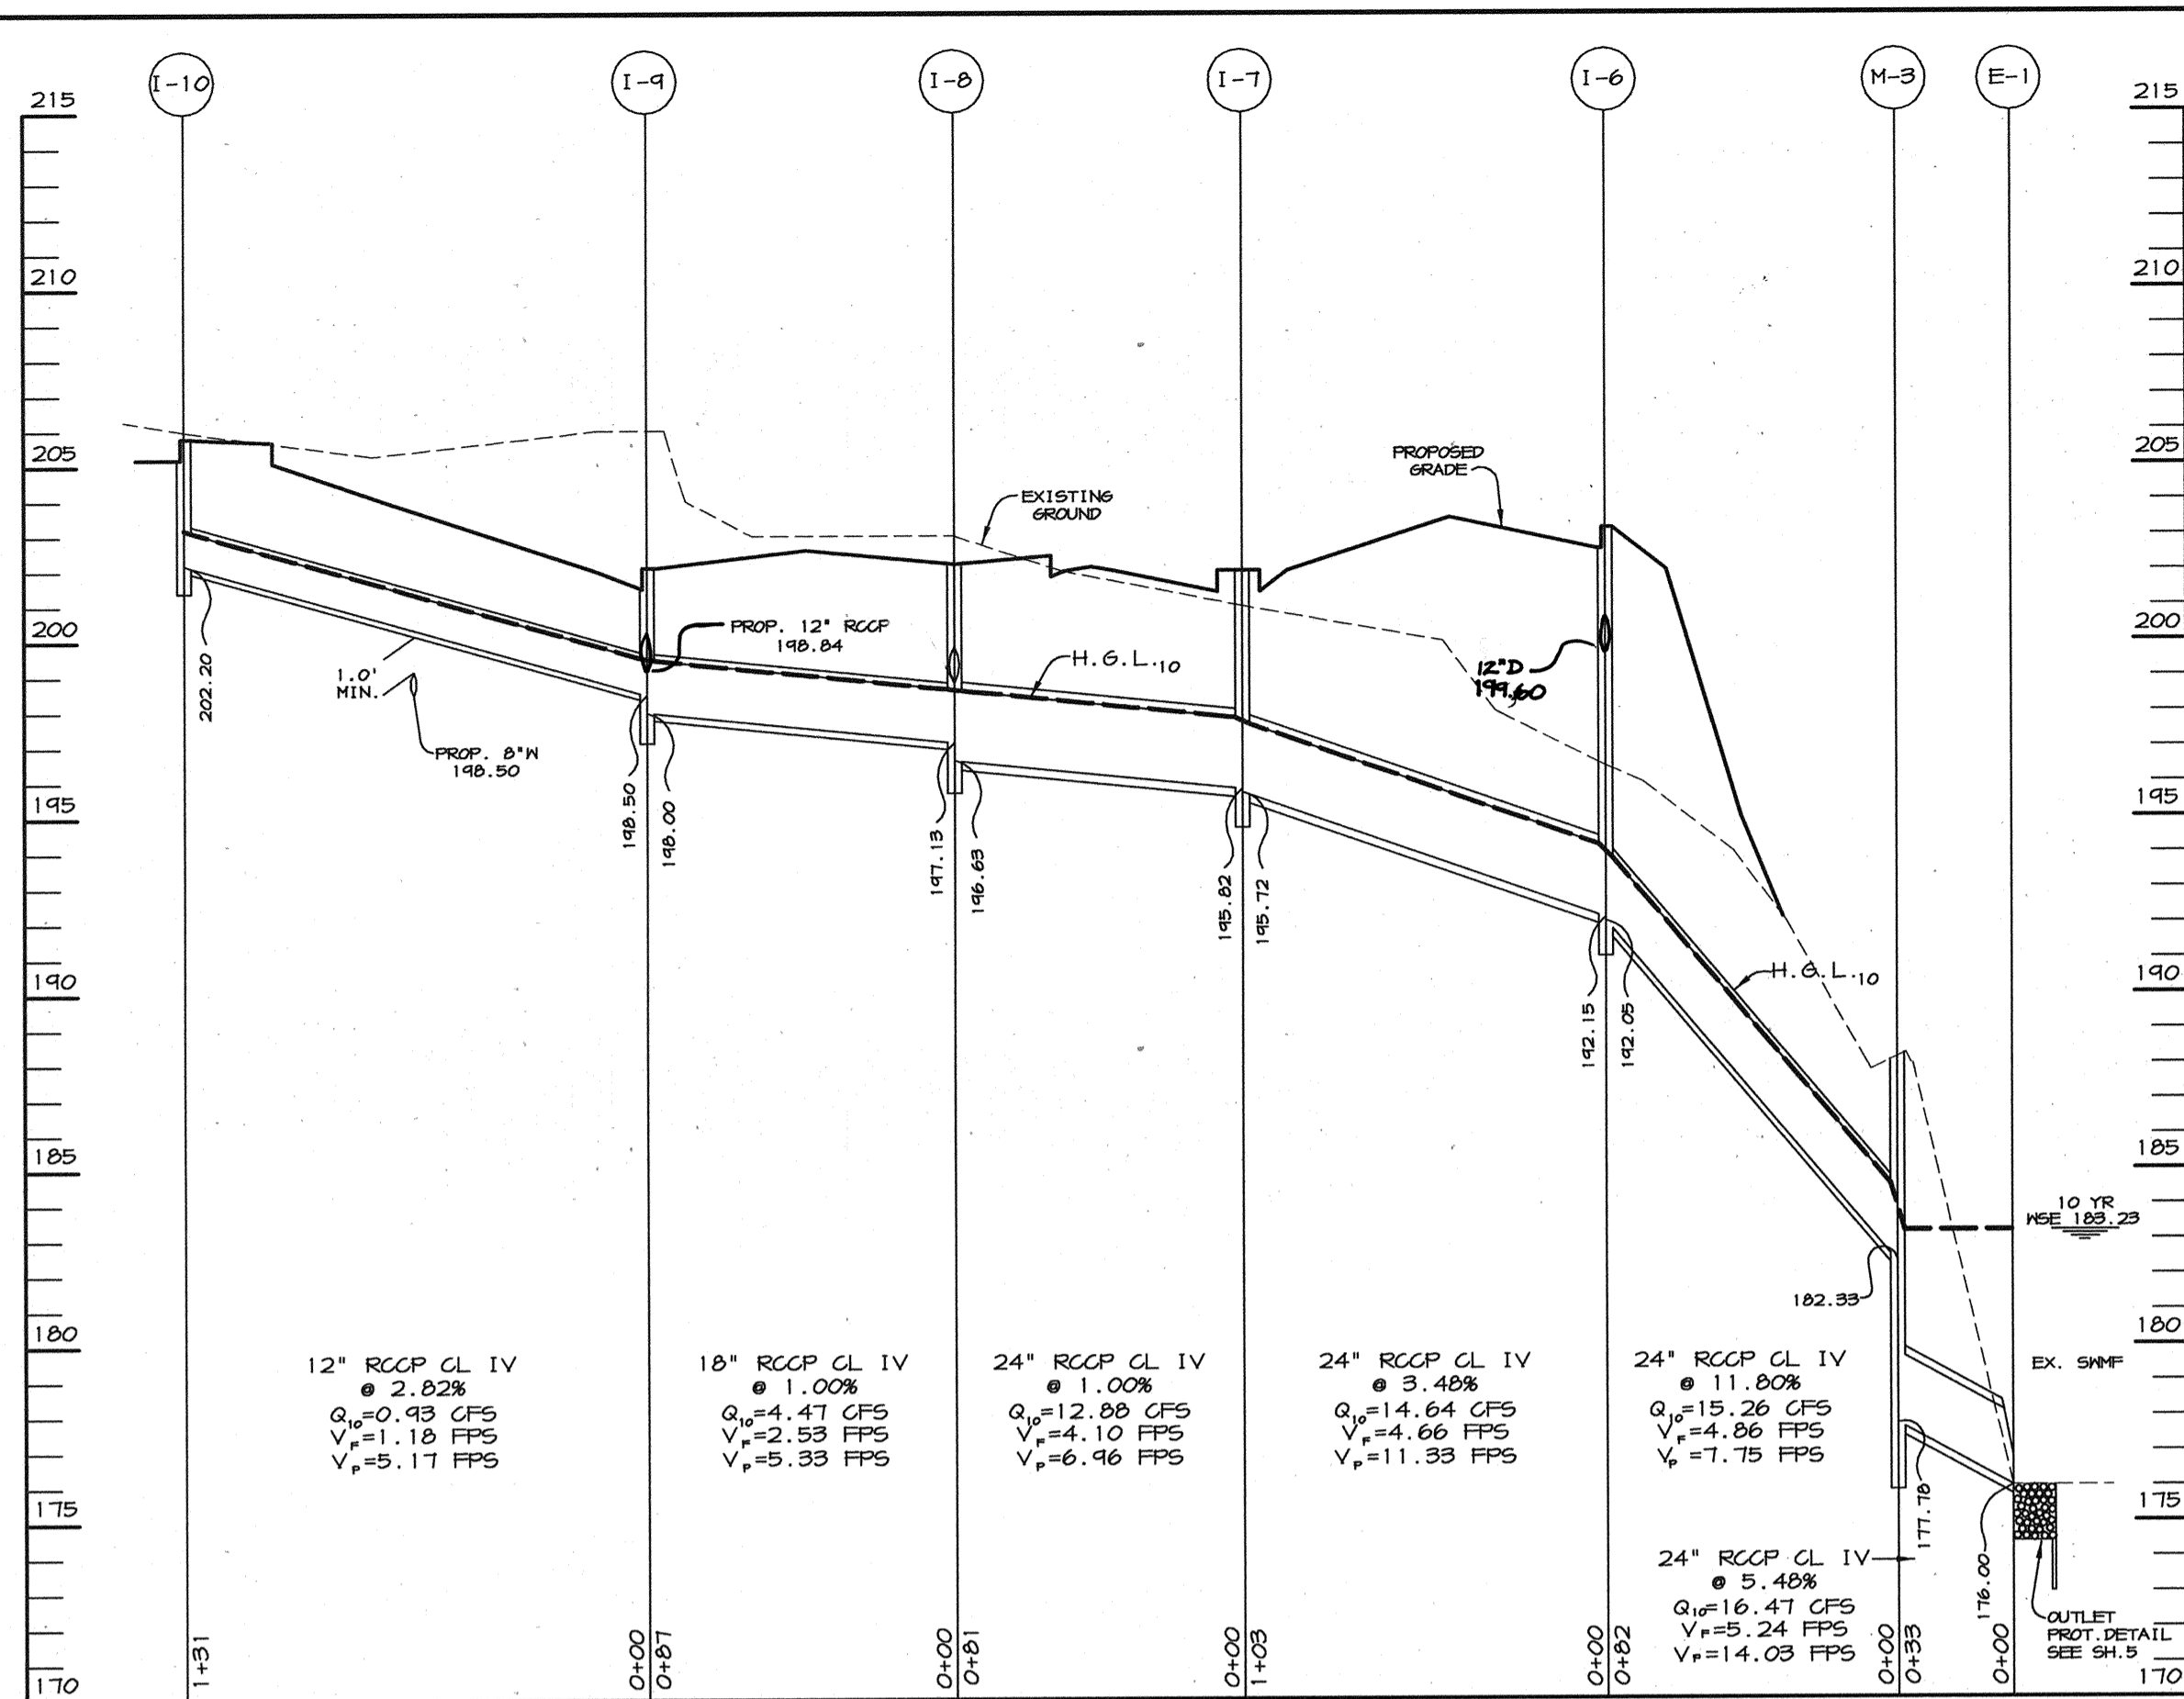 I-10
I-9
I-8
I-7
I-6
M-3
E-1
215
215
210
210
205
205
PROPOSED
GRADE
EXISTING
GROUND
200
200
PROP. 12" RCCP
198.84
H.G.L.10
12"D
199.60
202.20
1.0'
MIN.
PROP. 8"W
198.50
195
195
198.50
198.00
197.13
196.63
195.82
195.72
190
190
H.G.L.10
192.15
192.05
185
185
10 YR
WSE 183.23
182.33
180
180
EX. SWMF
12" RCCP CL IV
@ 2.82%
Q10=0.93 CFS
VF=1.18 FPS
VP=5.17 FPS
18" RCCP CL IV
@ 1.00%
Q10=4.47 CFS
VF=2.53 FPS
VP=5.33 FPS
24" RCCP CL IV
@ 1.00%
Q10=12.88 CFS
VF=4.10 FPS
VP=6.96 FPS
24" RCCP CL IV
@ 3.48%
Q10=14.64 CFS
VF=4.66 FPS
VP=11.33 FPS
24" RCCP CL IV
@ 11.80%
Q10=15.26 CFS
VF=4.86 FPS
VP=7.75 FPS
175
175
177.78
176.00
24" RCCP CL IV
@ 5.48%
Q10=16.47 CFS
VF=5.24 FPS
VP=14.03 FPS
OUTLET
PROT.DETAIL
SEE SH.5
1+31
0+00
0+87
0+00
0+81
0+00
1+03
0+00
0+82
0+00
0+33
0+00
170
170